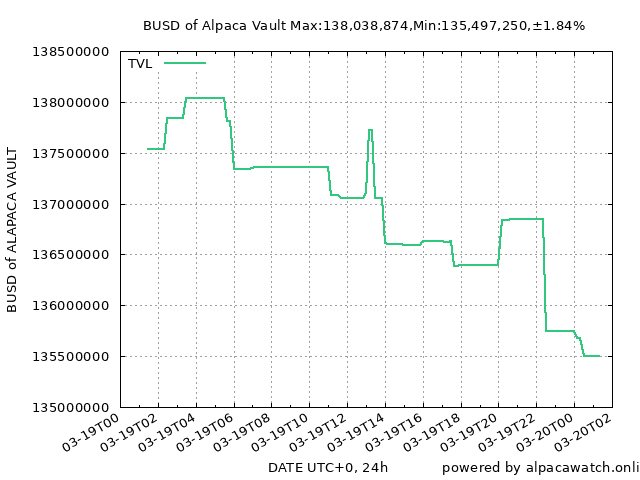 BUSD of Alpaca Vault Max:138,038,874,Min:135,497,250,±1.84%
TVL
138500000
138000000
137500000
137000000
136500000
136000000
135500000
135000000
BUSD of ALAPACA VAULT
03-19T00
03-19T02
03-19T04
03-19T06
03-19T08
03-19T10
03-19T12
03-19T14
03-19T16
03-19T18
03-19T20
03-19T22
03-20T00
03-20T02
DATE UTC+0, 24h
powered by alpacawatch.onli